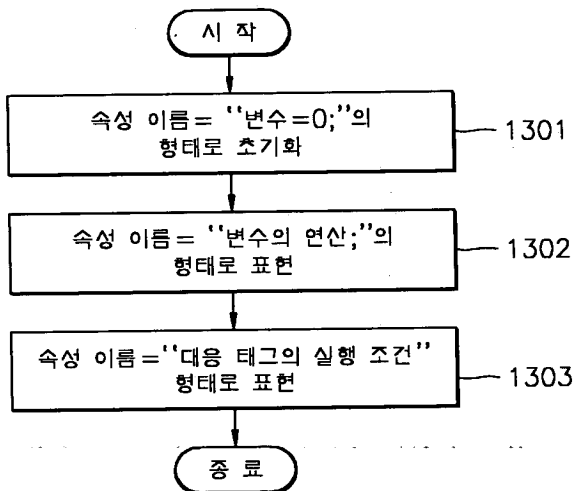 시 작
속성 이름= “변수=0;”의
형태로 초기화
1301
속성 이름= “변수의 연산;”의
형태로 표현
1302
속성 이름=“대응 태그의 실행 조건”
형태로 표현
1303
종 료